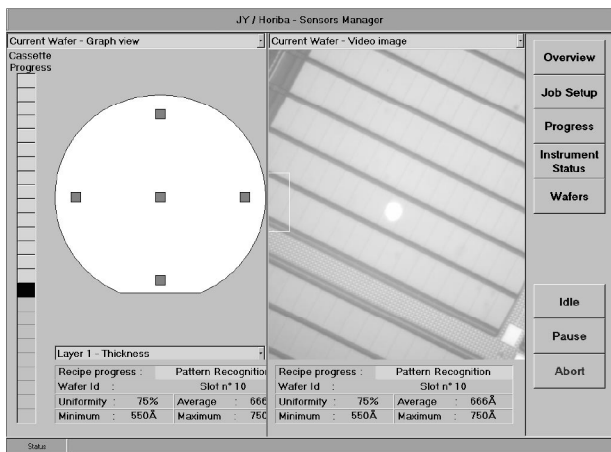 JY / Horiba - Sensors Manager
Current Wafer - Graph view
Current Wafer - Video image
Cassette
Progress
Overview
Job Setup
Progress
Instrument
Status
Wafers
Idle
Pause
Abort
Layer 1 - Thickness
Recipe progress : Pattern Recognition
Wafer Id : Slot n° 10
Uniformity : 75% Average : 666
Minimum : 550Å Maximum : 750
Recipe progress : Pattern Recognition
Wafer Id : Slot n° 10
Uniformity : 75% Average : 666Å
Minimum : 550Å Maximum : 750Å
Status